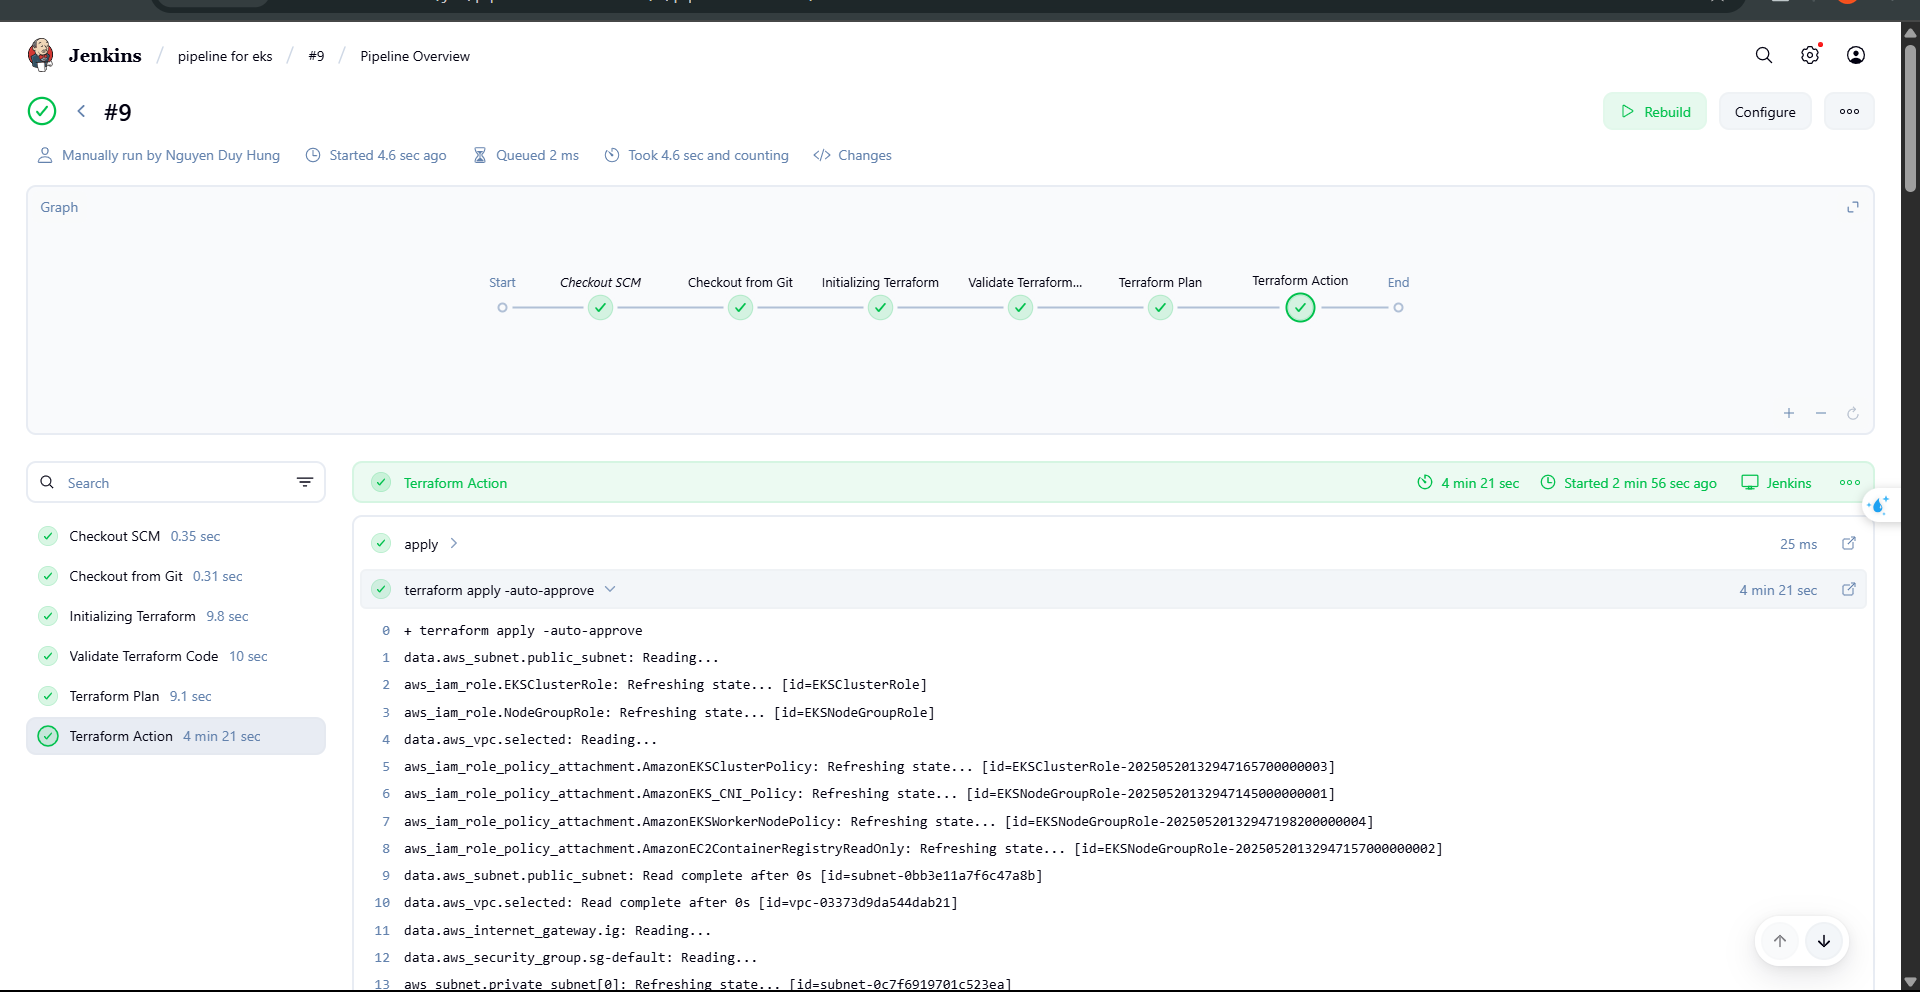 Jenkins / pipeline for eks / #9 / Pipeline Overview
#9
Rebuild
Configure
Manually run by Nguyen Duy Hung
Started 4.6 sec ago
Queued 2 ms
Took 4.6 sec and counting
Changes
Graph
Start
Checkout SCM
Checkout from Git
Initializing Terraform
Validate Terraform...
Terraform Plan
Terraform Action
End
Search
Checkout SCM 0.35 sec
Checkout from Git 0.31 sec
Initializing Terraform 9.8 sec
Validate Terraform Code 10 sec
Terraform Plan 9.1 sec
Terraform Action 4 min 21 sec
Terraform Action
4 min 21 sec
Started 2 min 56 sec ago
Jenkins
apply
25 ms
terraform apply -auto-approve
4 min 21 sec
0 + terraform apply -auto-approve
1 data.aws_subnet.public_subnet: Reading...
2 aws_iam_role.EKSClusterRole: Refreshing state... [id=EKSClusterRole]
3 aws_iam_role.NodeGroupRole: Refreshing state... [id=EKSNodeGroupRole]
4 data.aws_vpc.selected: Reading...
5 aws_iam_role_policy_attachment.AmazonEKSClusterPolicy: Refreshing state... [id=EKSClusterRole-20250520132947165700000003]
6 aws_iam_role_policy_attachment.AmazonEKS_CNI_Policy: Refreshing state... [id=EKSNodeGroupRole-20250520132947145000000001]
7 aws_iam_role_policy_attachment.AmazonEKSWorkerNodePolicy: Refreshing state... [id=EKSNodeGroupRole-20250520132947198200000004]
8 aws_iam_role_policy_attachment.AmazonEC2ContainerRegistryReadOnly: Refreshing state... [id=EKSNodeGroupRole-20250520132947157000000002]
9 data.aws_subnet.public_subnet: Read complete after 0s [id=subnet-0bb3e11a7f6c47a8b]
10 data.aws_vpc.selected: Read complete after 0s [id=vpc-03373d9da544dab21]
11 data.aws_internet_gateway.ig: Reading...
12 data.aws_security_group.sg-default: Reading...
13 aws_subnet.private_subnet[0]: Refreshing state... [id=subnet-0c7f6919701c523ea]